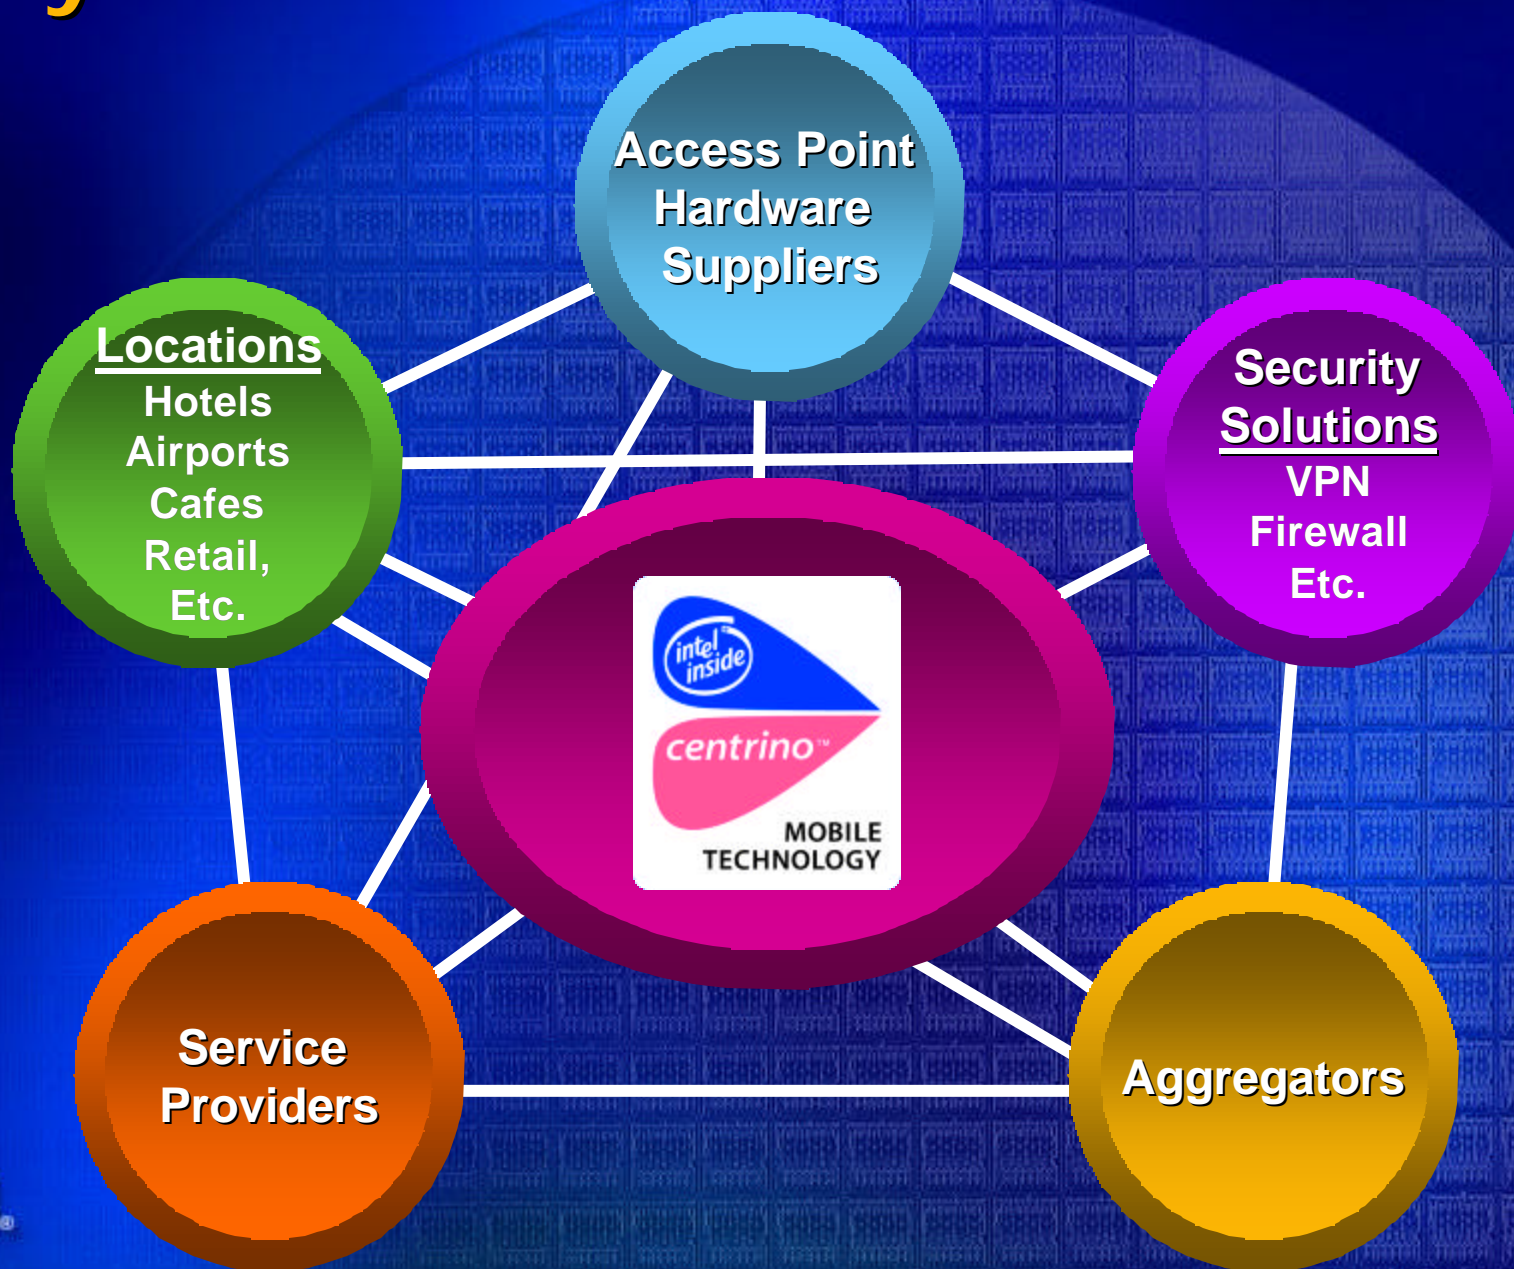 Access Point
Hardware
Suppliers
Locations
Hotels
Airports
Cafes
Retail,
Etc.
Security
Solutions
VPN
Firewall
Etc.
intel
inside
centrino™
MOBILE
TECHNOLOGY
Service
Providers
Aggregators